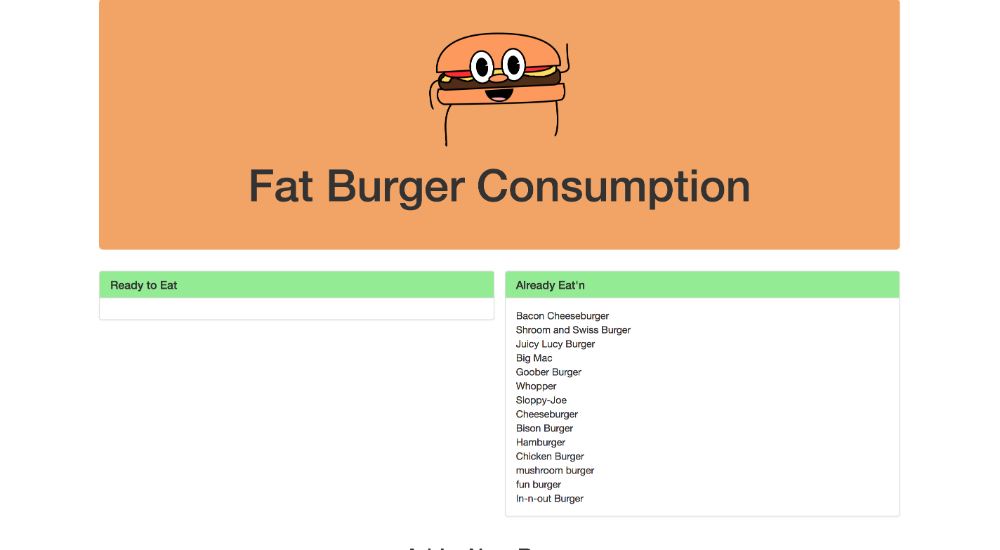 Fat Burger Consumption
Ready to Eat
Already Eat'n
Bacon Cheeseburger
Shroom and Swiss Burger
Juicy Lucy Burger
Big Mac
Goober Burger
Whopper
Sloppy-Joe
Cheeseburger
Bison Burger
Hamburger
Chicken Burger
mushroom burger
fun burger
In-n-out Burger